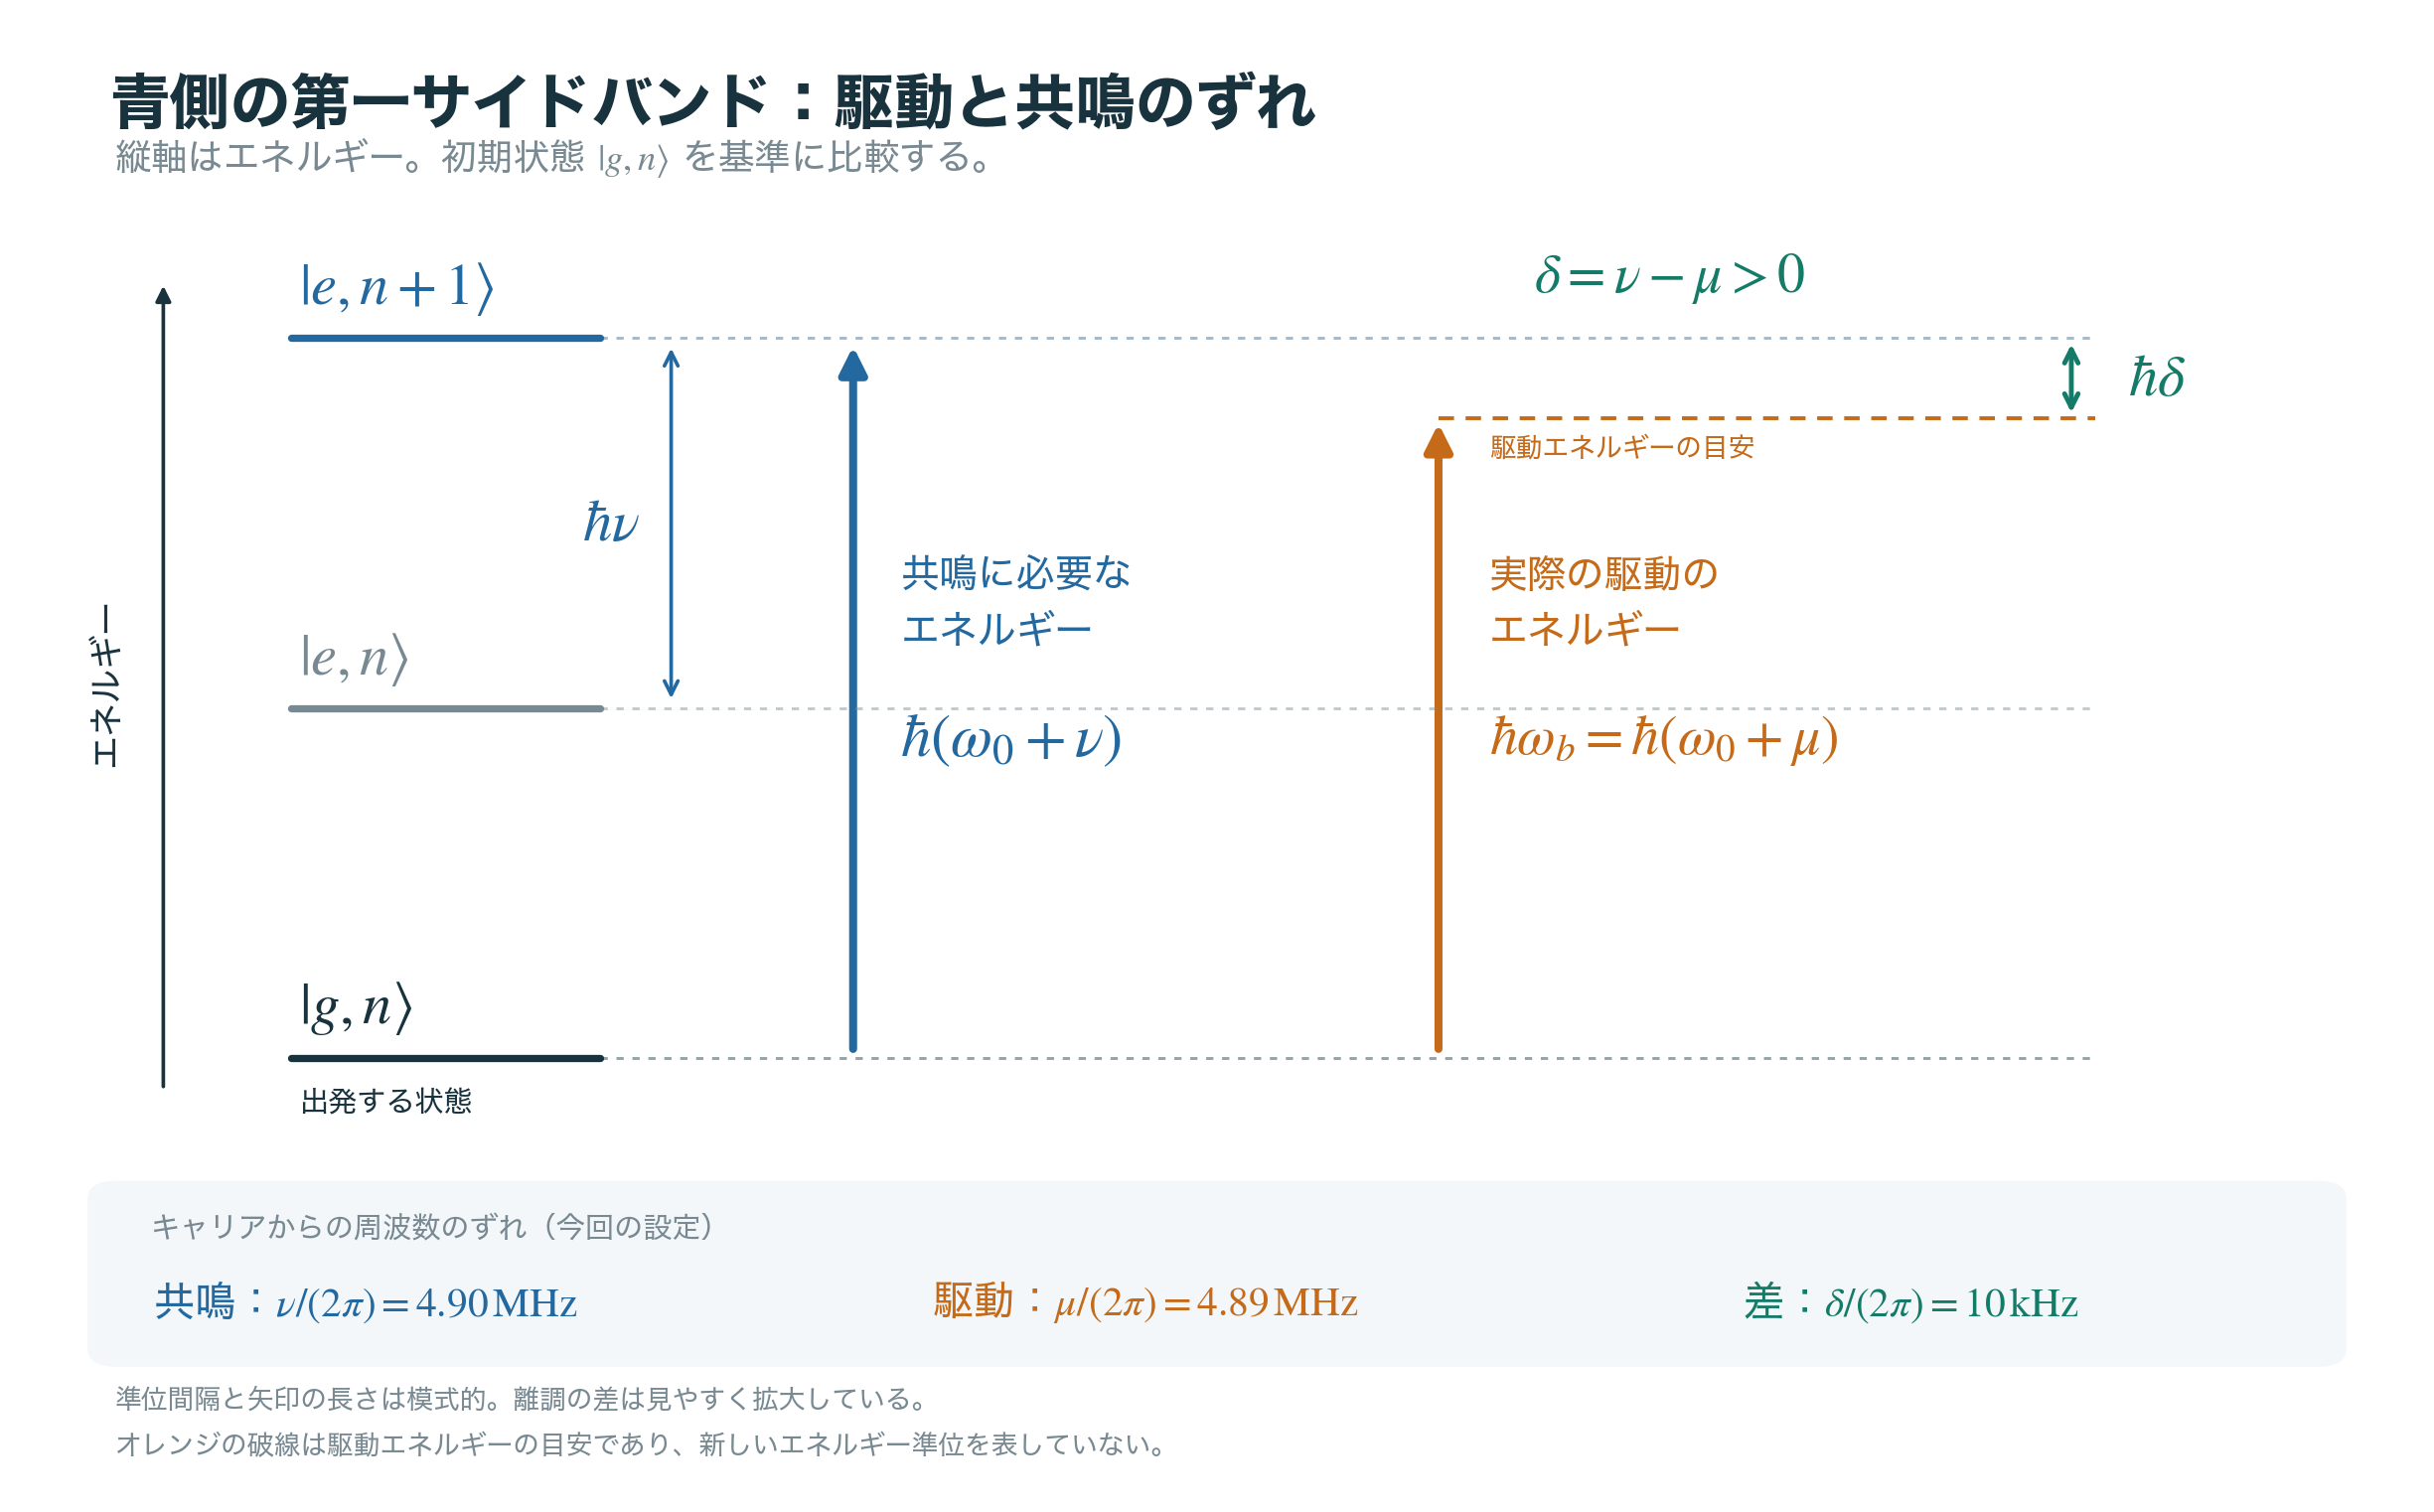 青側の第一サイドバンド：駆動と共鳴のずれ
縦軸はエネルギー。初期状態 |g, n⟩ を基準に比較する。
|e, n + 1⟩
δ = ν − μ > 0
ħδ
駆動エネルギーの目安
ħν
共鳴に必要な
エネルギー
実際の駆動の
エネルギー
エネルギー
|e, n⟩
ħ(ω₀ + ν)
ħω_b = ħ(ω₀ + μ)
|g, n⟩
出発する状態
キャリアからの周波数のずれ（今回の設定）
共鳴：ν/(2π) = 4.90 MHz
駆動：μ/(2π) = 4.89 MHz
差：δ/(2π) = 10 kHz
準位間隔と矢印の長さは模式的。離調の差は見やすく拡大している。
オレンジの破線は駆動エネルギーの目安であり、新しいエネルギー準位を表していない。